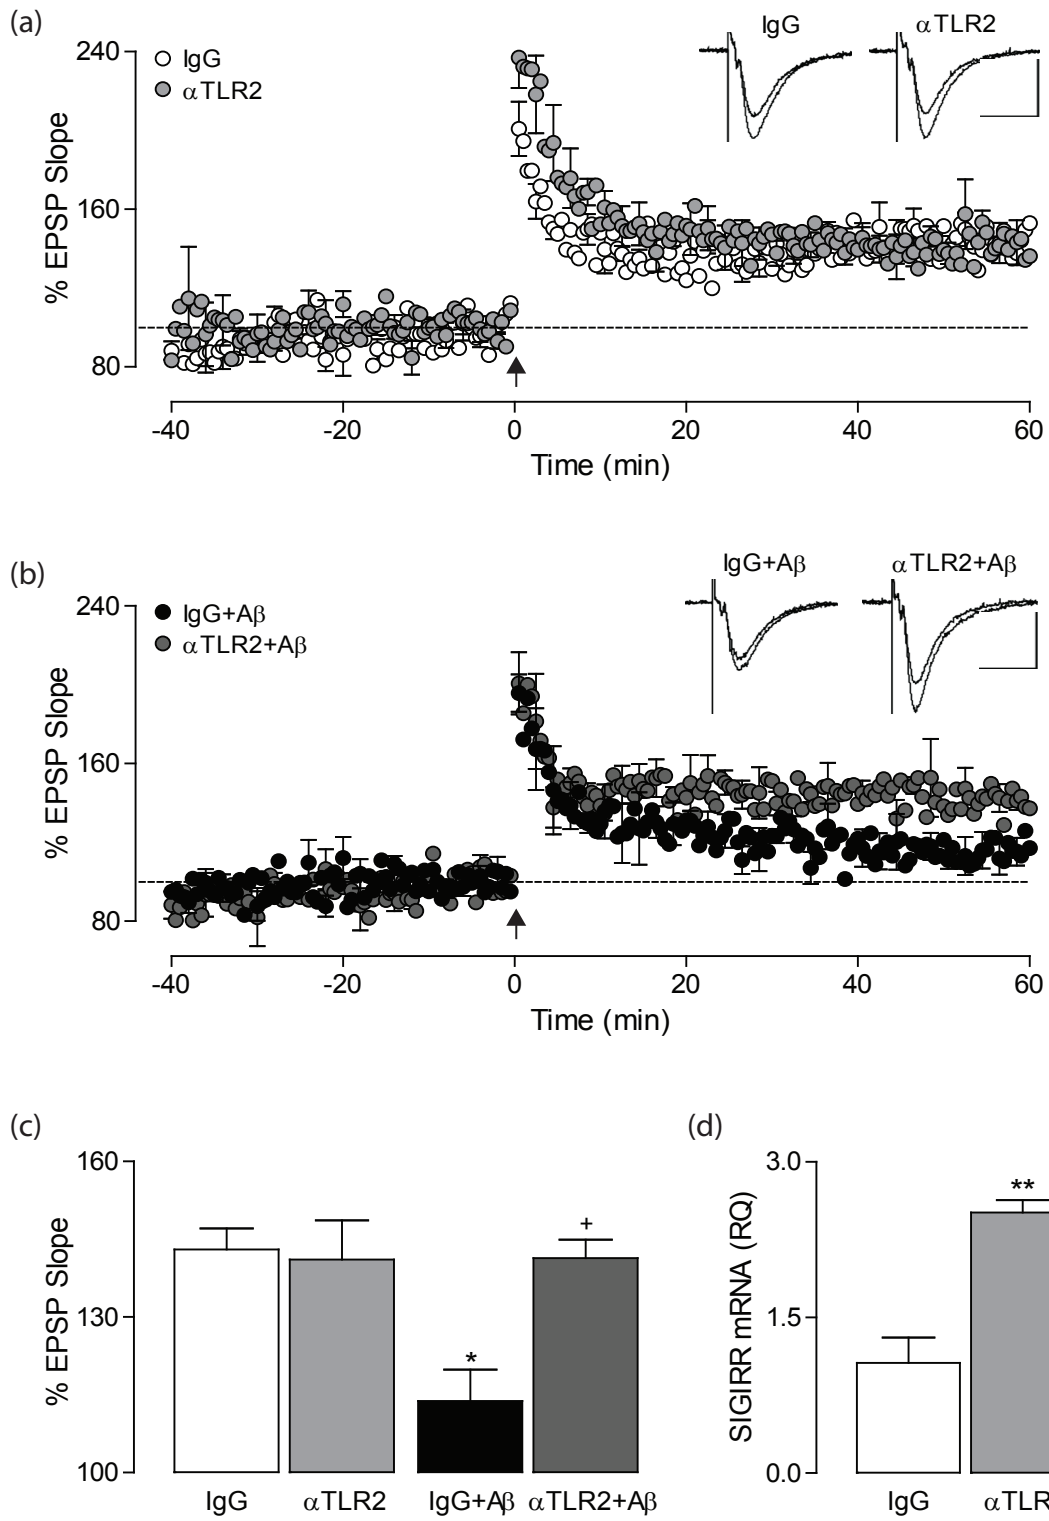 (a)
IgG
αTLR2
240
160
80
% EPSP Slope
IgG
αTLR2
-40
-20
0
20
40
60
Time (min)
(b)
IgG+Aβ
αTLR2+Aβ
240
160
80
% EPSP Slope
IgG+Aβ
αTLR2+Aβ
-40
-20
0
20
40
60
Time (min)
(c)
160
130
100
% EPSP Slope
*
+
IgG
αTLR2
IgG+Aβ
αTLR2+Aβ
(d)
3.0
1.5
0.0
SIGIRR mRNA (RQ)
**
IgG
αTLR